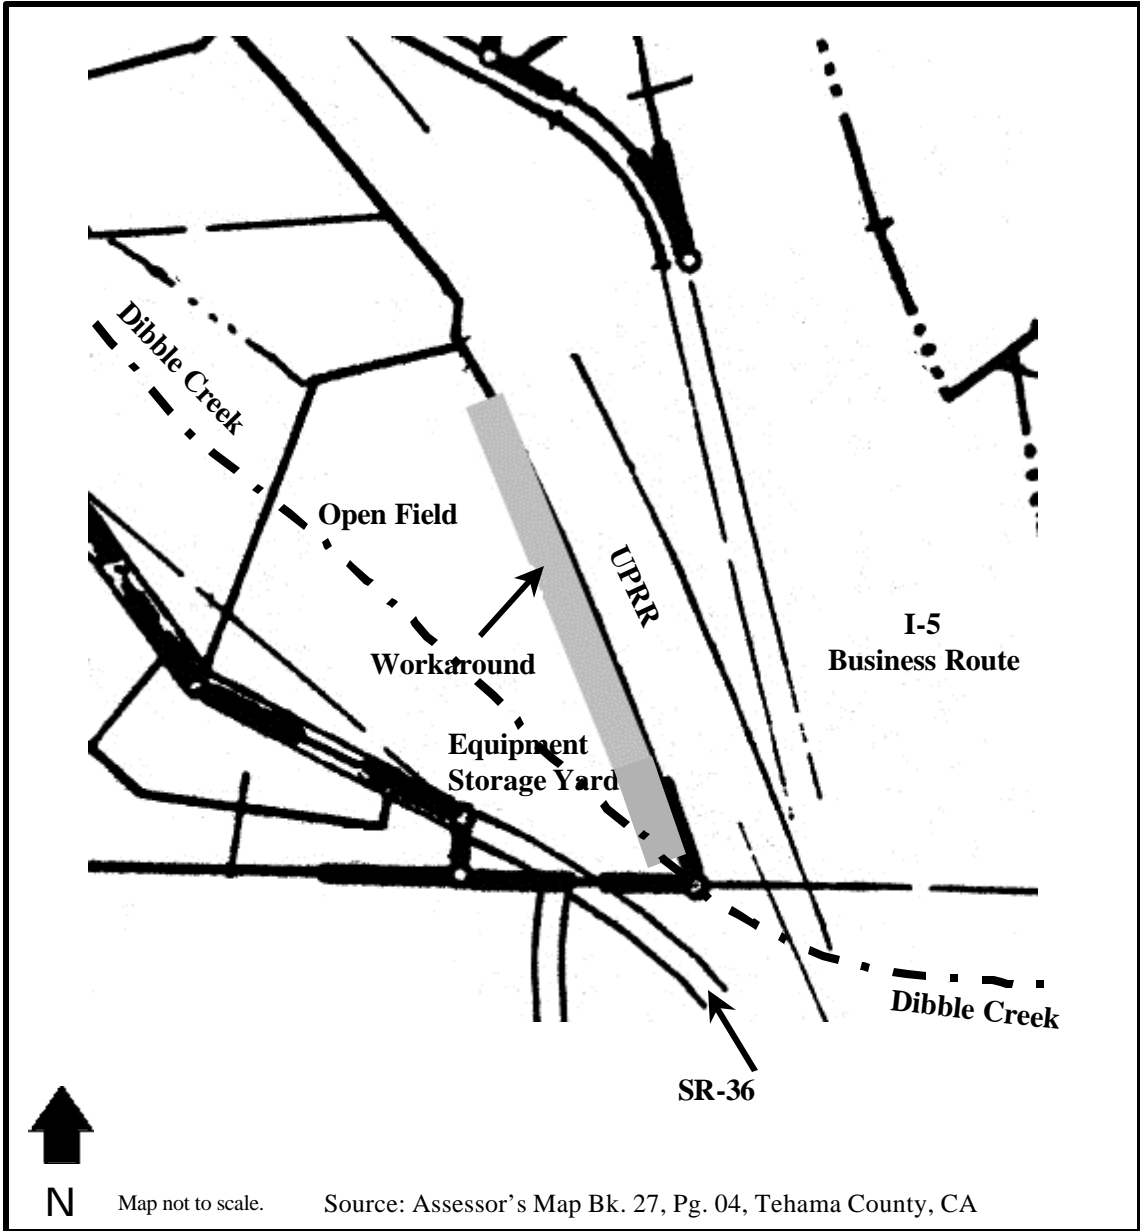 Dibble Creek
Open Field
UPRR
I-5
Business Route
Workaround
Equipment
Storage Yard
Dibble Creek
SR-36
N
Map not to scale.
Source: Assessor’s Map Bk. 27, Pg. 04, Tehama County, CA